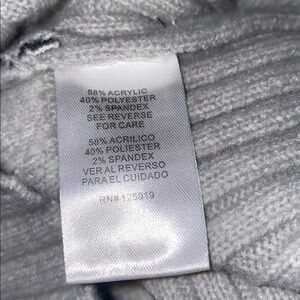 58% ACRYLIC
40% POLYESTER
2% SPANDEX
SEE REVERSE
FOR CARE
58% ACRILICO
40% POLIESTER
2% SPANDEX
VER AL REVERSO
PARA EL CUIDADO
RN# 125019